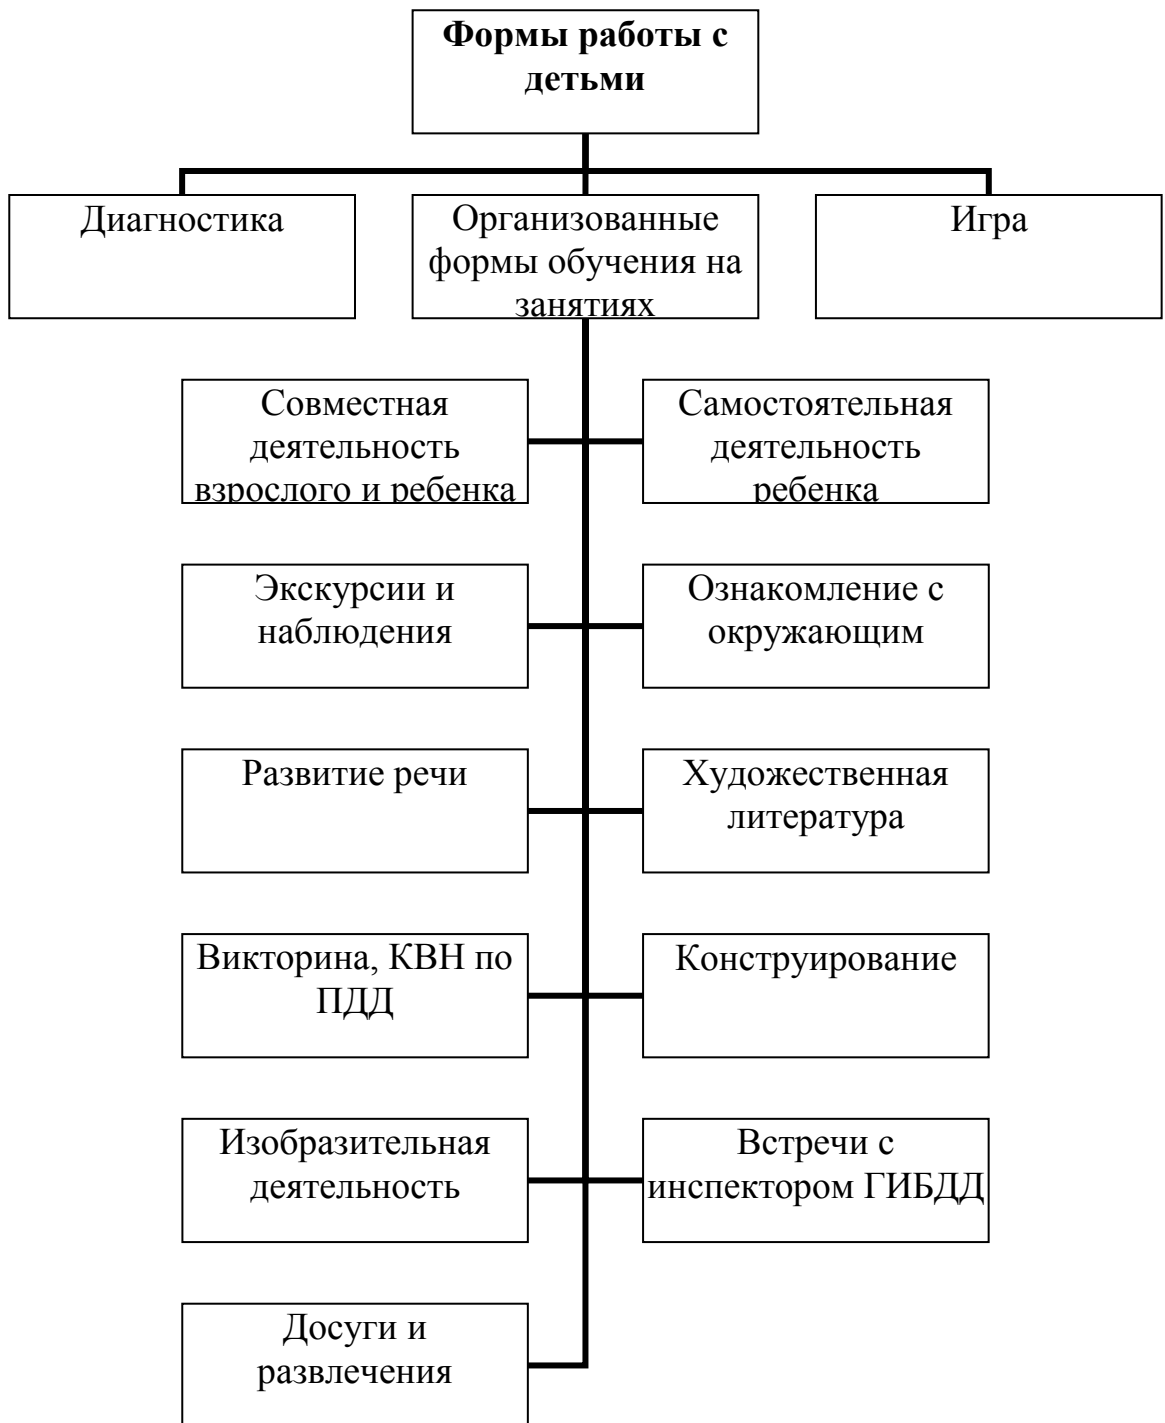 Формы работы с
детьми
Диагностика
Организованные
формы обучения на
занятиях
Игра
Совместная
деятельность
взрослого и ребенка
Самостоятельная
деятельность
ребенка
Экскурсии и
наблюдения
Ознакомление с
окружающим
Развитие речи
Художественная
литература
Викторина, КВН по
ПДД
Конструирование
Изобразительная
деятельность
Встречи с
инспектором ГИБДД
Досуги и
развлечения